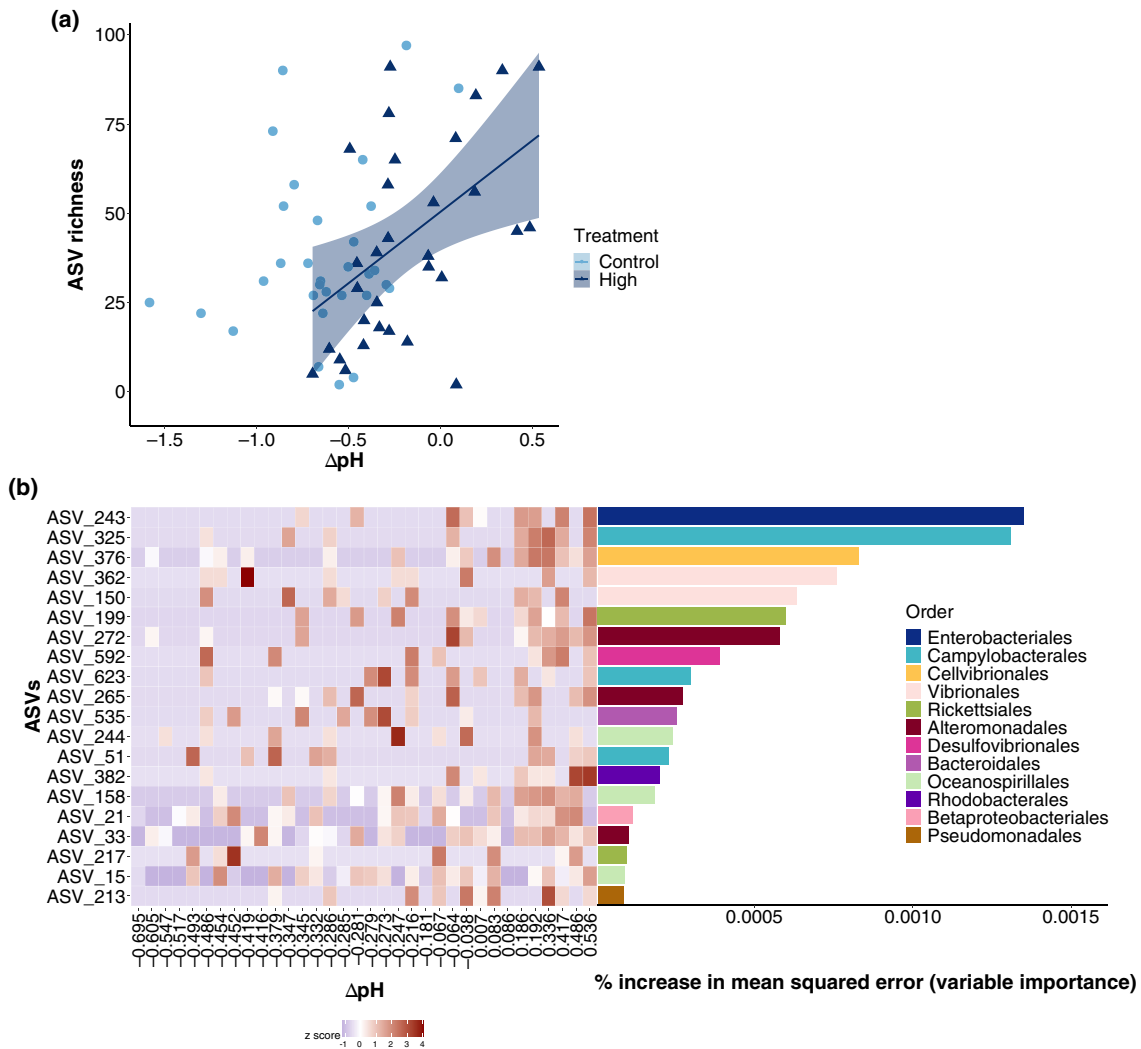 (a)
100
75
50
25
0
ASV richness
−1.5
−1.0
−0.5
0.0
0.5
ΔpH
Treatment
Control
High
(b)
ASVs
ASV_243
ASV_325
ASV_376
ASV_362
ASV_150
ASV_199
ASV_272
ASV_592
ASV_623
ASV_265
ASV_535
ASV_244
ASV_51
ASV_382
ASV_158
ASV_21
ASV_33
ASV_217
ASV_15
ASV_213
−0.695
−0.605
−0.547
−0.517
−0.493
−0.486
−0.454
−0.452
−0.419
−0.416
−0.379
−0.347
−0.345
−0.332
−0.286
−0.285
−0.281
−0.279
−0.273
−0.247
−0.216
−0.181
−0.067
−0.064
−0.038
0.007
0.083
0.086
0.186
0.192
0.336
0.417
0.486
0.536
ΔpH
z score
-1 0 1 2 3 4
Order
Enterobacteriales
Campylobacterales
Cellvibrionales
Vibrionales
Rickettsiales
Alteromonadales
Desulfovibrionales
Bacteroidales
Oceanospirillales
Rhodobacterales
Betaproteobacteriales
Pseudomonadales
0.0005
0.0010
0.0015
% increase in mean squared error (variable importance)